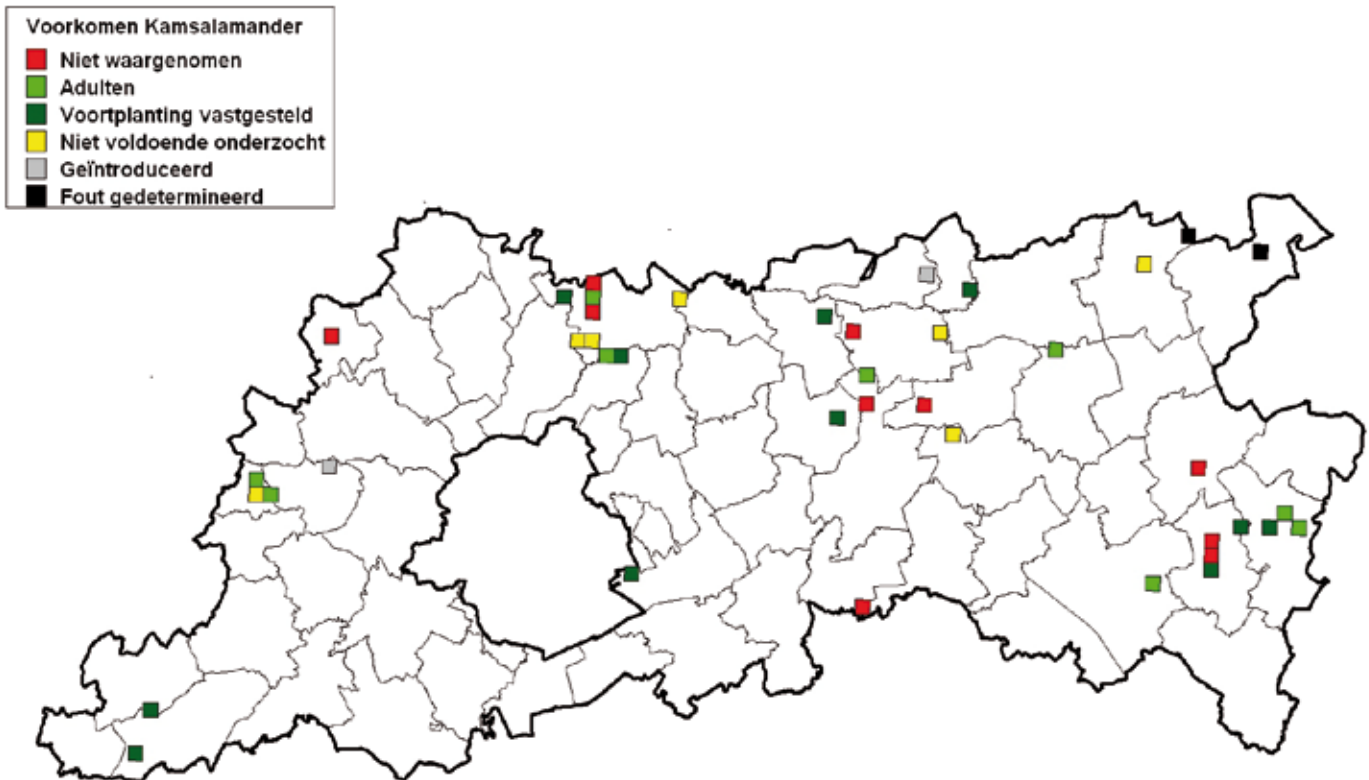 Voorkomen Kamsalamander
Niet waargenomen
Adulten
Voortplanting vastgesteld
Niet voldoende onderzocht
Geïntroduceerd
Fout gedetermineerd